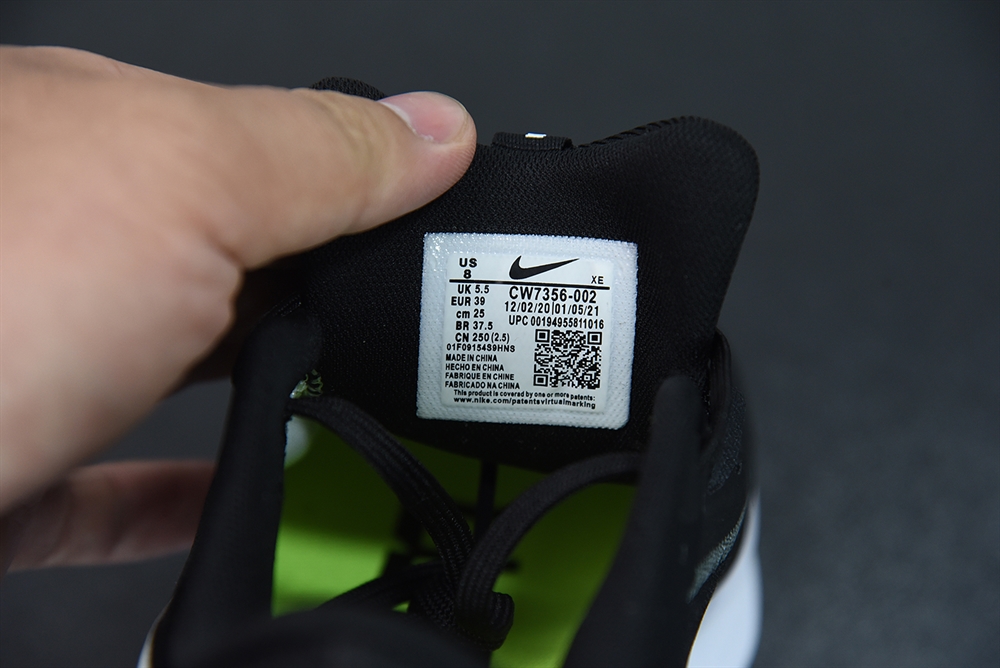 US
8
XE
UK 5.5
EUR 39
cm 25
BR 37.5
CN 250 (2.5)
01F09154S9HNS
CW7356-002
12/02/20|01/05/21
UPC 00194955811016
MADE IN CHINA
HECHO EN CHINA
FABRIQUE EN CHINE
FABRICADO NA CHINA
This product is covered by one or more patents:
www.nike.com/patentsvirtualmarking